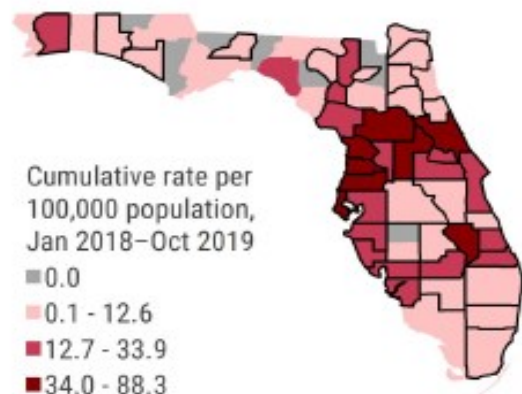 Cumulative rate per
100,000 population,
Jan 2018–Oct 2019
0.0
0.1 - 12.6
12.7 - 33.9
34.0 - 88.3